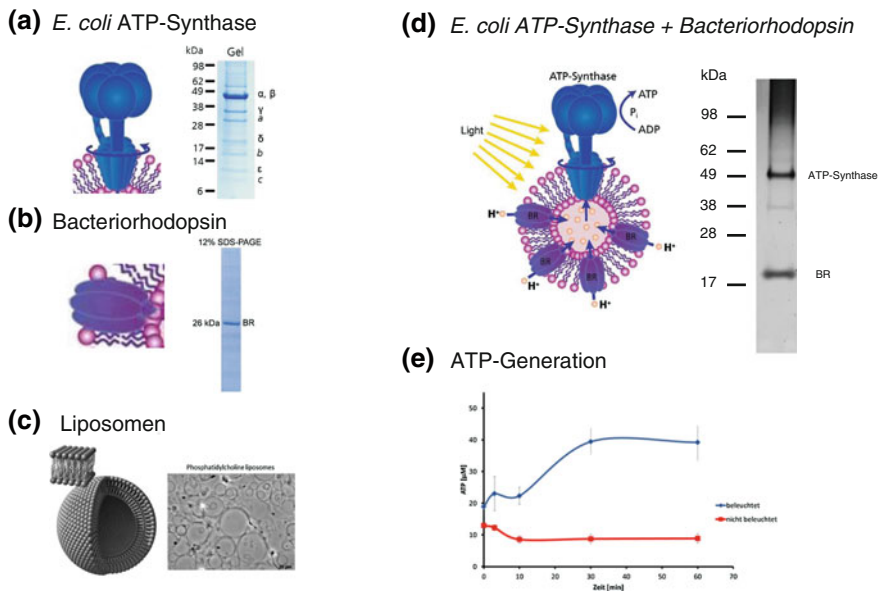 (a) E. coli ATP-Synthase
kDa
Gel
98
62
49
38
28
17
14
6
α, β
γ
a
δ
b
ε
c
(b) Bacteriorhodopsin
12% SDS-PAGE
26 kDa
BR
(c) Liposomen
Phosphatidylcholine liposomes
(d) E. coli ATP-Synthase + Bacteriorhodopsin
ATP-Synthase
ATP
Pi
ADP
Light
H+
BR
BR
H+
BR
BR
H+
H+
kDa
98
62
49
38
28
17
ATP-Synthase
BR
(e) ATP-Generation
ATP [µM]
50
40
30
20
10
0
0
10
20
30
40
50
60
70
Zeit [min]
beleuchtet
nicht beleuchtet